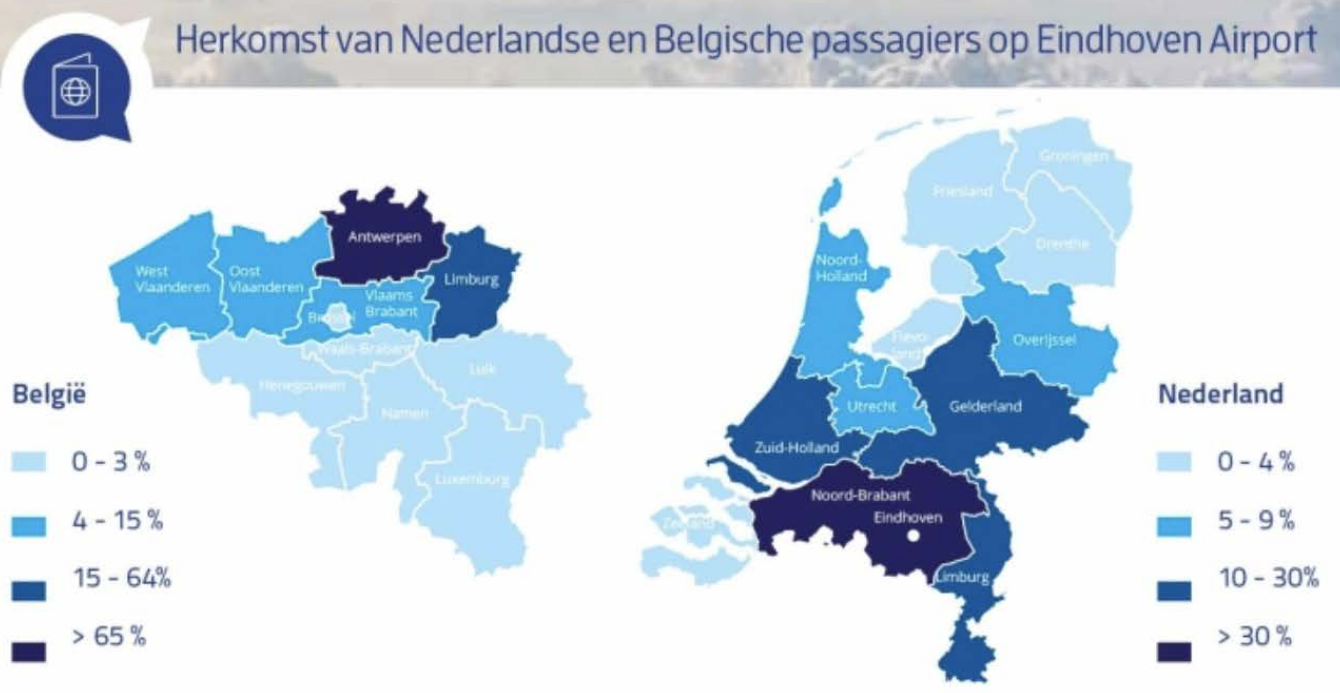 Herkomst van Nederlandse en Belgische passagiers op Eindhoven Airport
België
0 - 3 %
4 - 15 %
15 - 64%
> 65 %
Antwerpen
West
Vlaanderen
Oost
Vlaanderen
Limburg
Vlaams
Brabant
Brussel
Waals-Brabant
Luik
Henegouwen
Namen
Luxemburg
Groningen
Friesland
Drenthe
Noord-
Holland
Flevo-
land
Overijssel
Utrecht
Gelderland
Zuid-Holland
Noord-Brabant
Eindhoven
Zeeland
Limburg
Nederland
0 - 4 %
5 - 9 %
10 - 30%
> 30 %